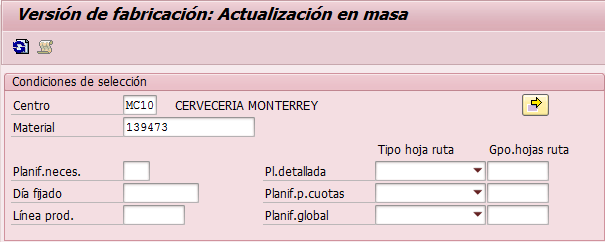 Versión de fabricación: Actualización en masa
Condiciones de selección
Centro MC10 CERVECERIA MONTERREY
Material 139473
Tipo hoja ruta Gpo.hojas ruta
Planif.neces. Pl.detallada
Día fijado Planif.p.cuotas
Línea prod. Planif.global